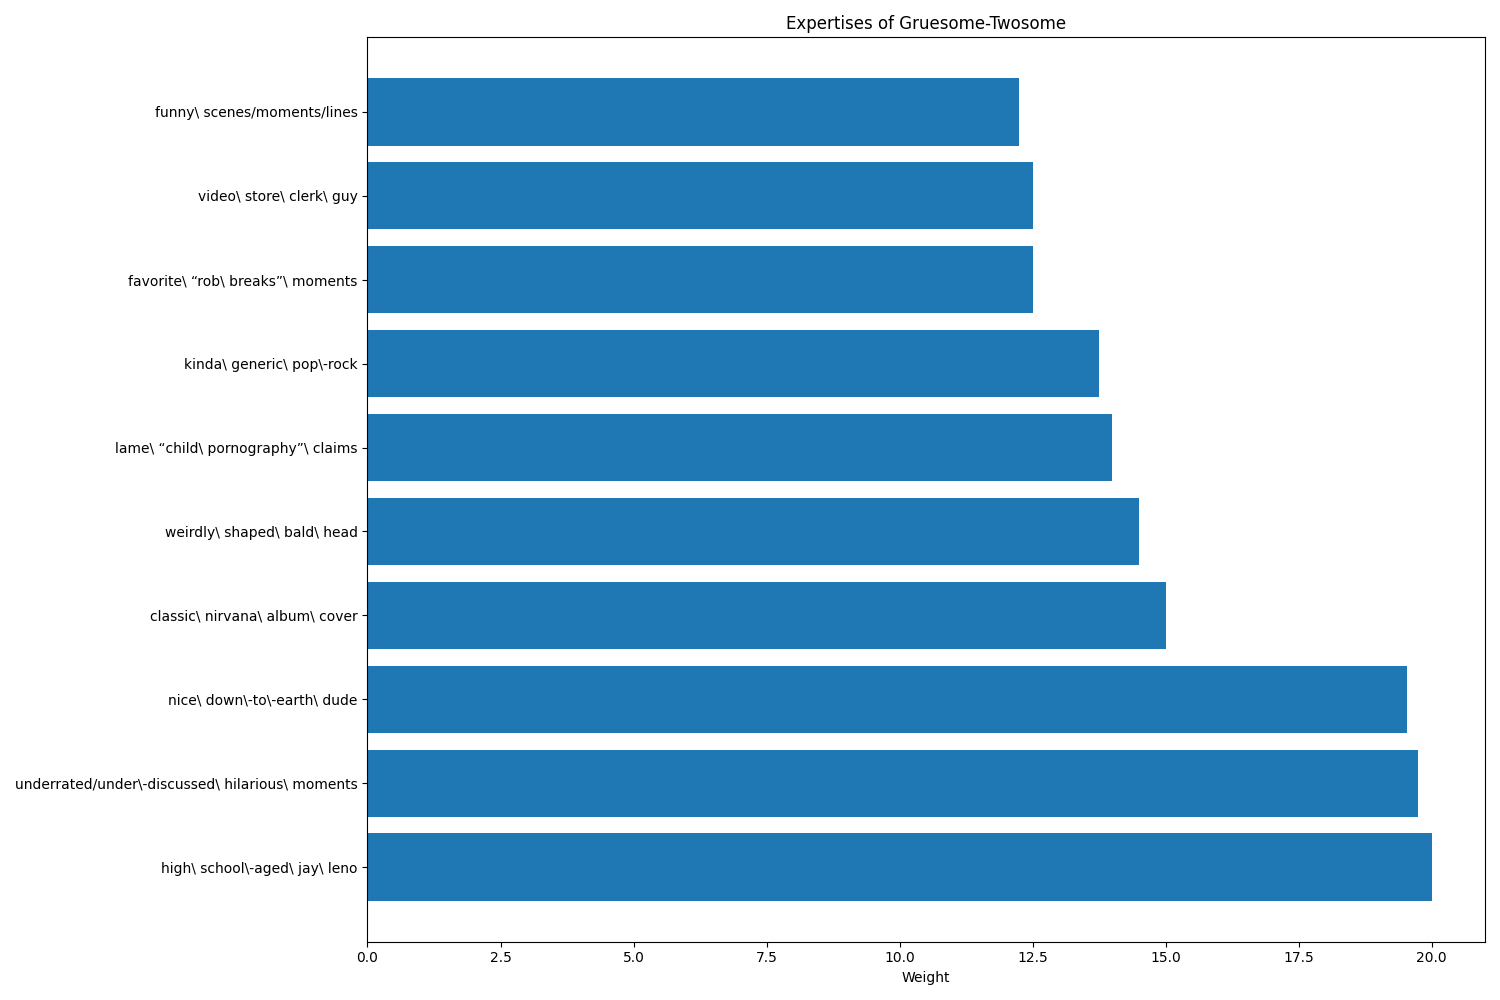 Expertises of Gruesome-Twosome
funny\ scenes/moments/lines
video\ store\ clerk\ guy
favorite\ “rob\ breaks”\ moments
kinda\ generic\ pop\-rock
lame\ “child\ pornography”\ claims
weirdly\ shaped\ bald\ head
classic\ nirvana\ album\ cover
nice\ down\-to\-earth\ dude
underrated/under\-discussed\ hilarious\ moments
high\ school\-aged\ jay\ leno
0.0 2.5 5.0 7.5 10.0 12.5 15.0 17.5 20.0
Weight